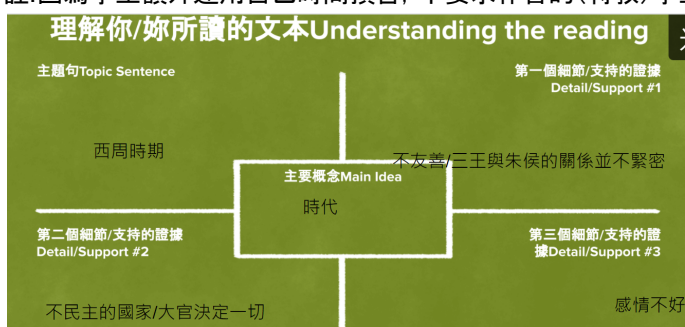 理解你/妳所讀的文本Understanding the reading
主題句Topic Sentence
第一個細節/支持的證據
Detail/Support #1
西周時期
不友善/三王與朱侯的關係並不緊密
主要概念Main Idea
時代
第二個細節/支持的證據
Detail/Support #2
第三個細節/支持的證
據Detail/Support #3
不民主的國家/大官決定一切
感情不好